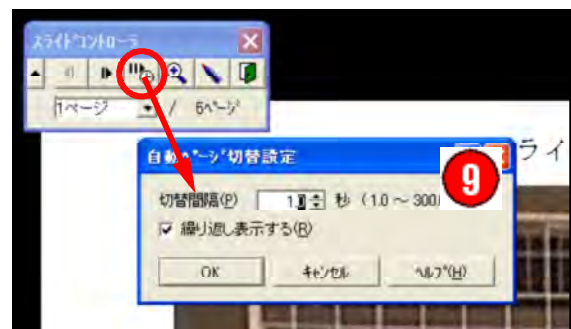 スライドコントローラ
1ページ / 6ページ
ライ
自動ページ切替設定
9
切替間隔(P) 秒 (1.0 ~ 300
繰り返し表示する(R)
OK キャンセル ヘルプ(H)